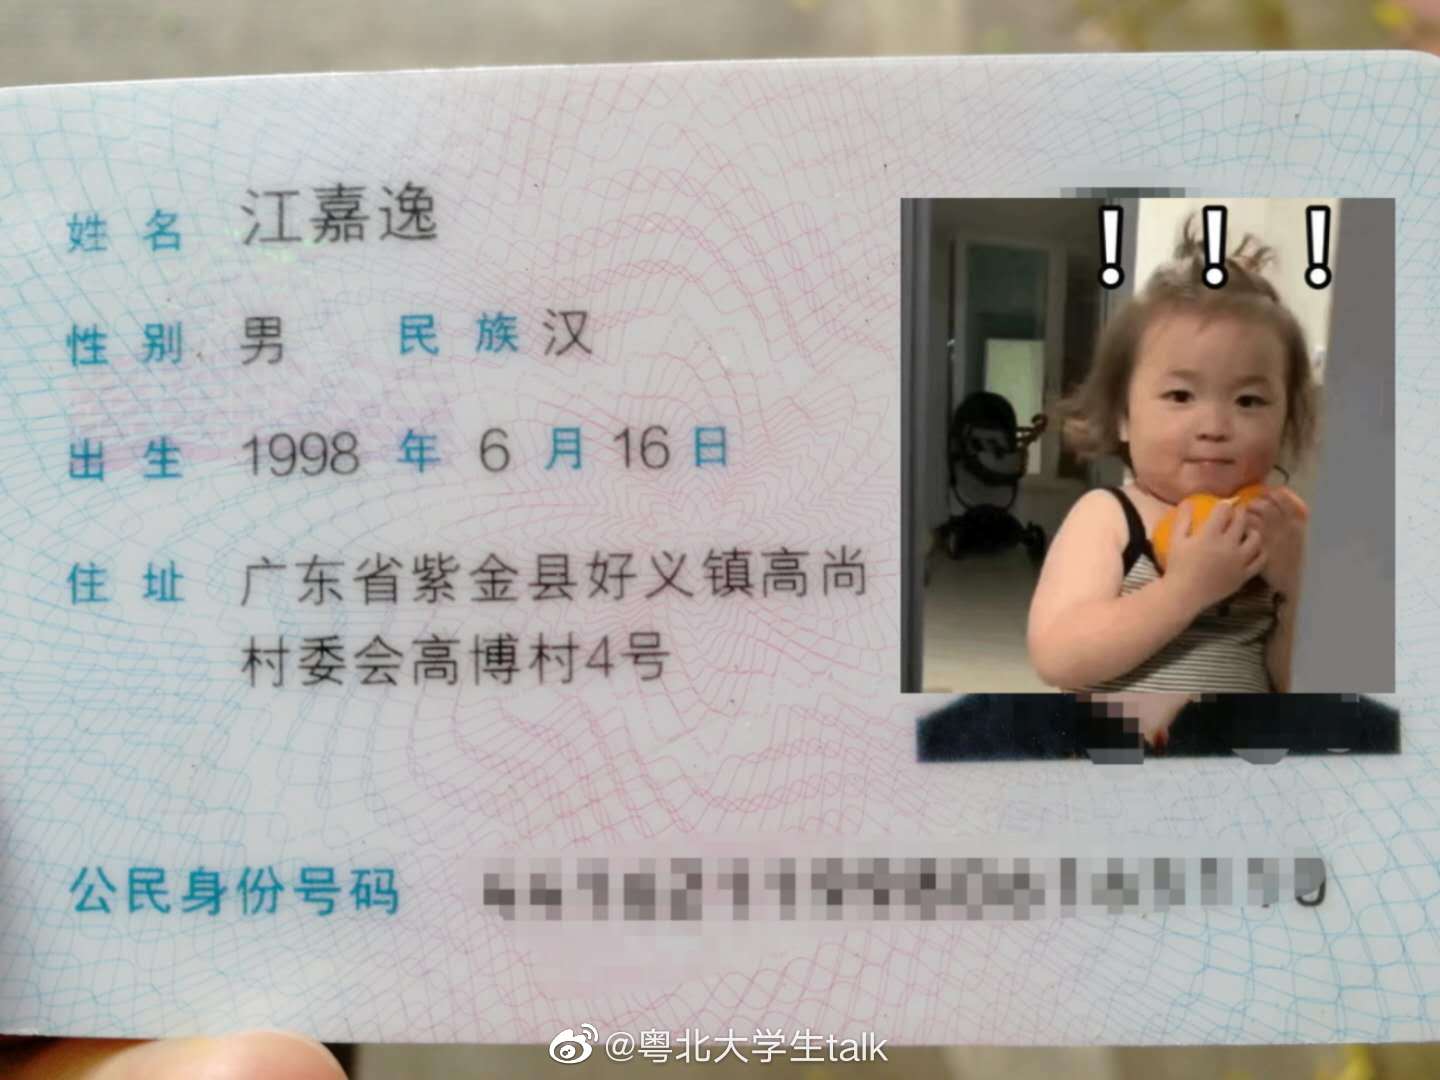 姓名 江嘉逸
性别 男 民族 汉
出生 1998 年 6 月 16 日
住址 广东省紫金县好义镇高尚
村委会高博村4号
公民身份号码
@粤北大学生talk